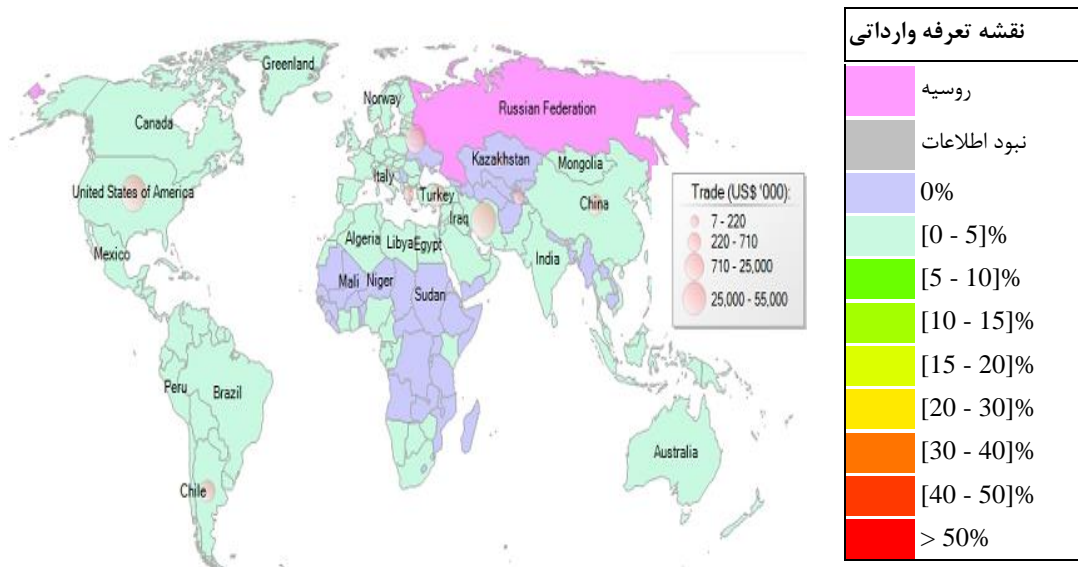 Greenland
Norway
Russian Federation
Canada
Kazakhstan
Mongolia
Italy
Turkey
United States of America
China
Iraq
Algeria
Libya
Egypt
Mexico
India
Mali
Niger
Sudan
Peru
Brazil
Australia
Chile
Trade (US$ '000):
7 - 220
220 - 710
710 - 25,000
25,000 - 55,000
نقشه تعرفه وارداتی
روسیه
نبود اطلاعات
0%
[0 - 5]%
[5 - 10]%
[10 - 15]%
[15 - 20]%
[20 - 30]%
[30 - 40]%
[40 - 50]%
> 50%